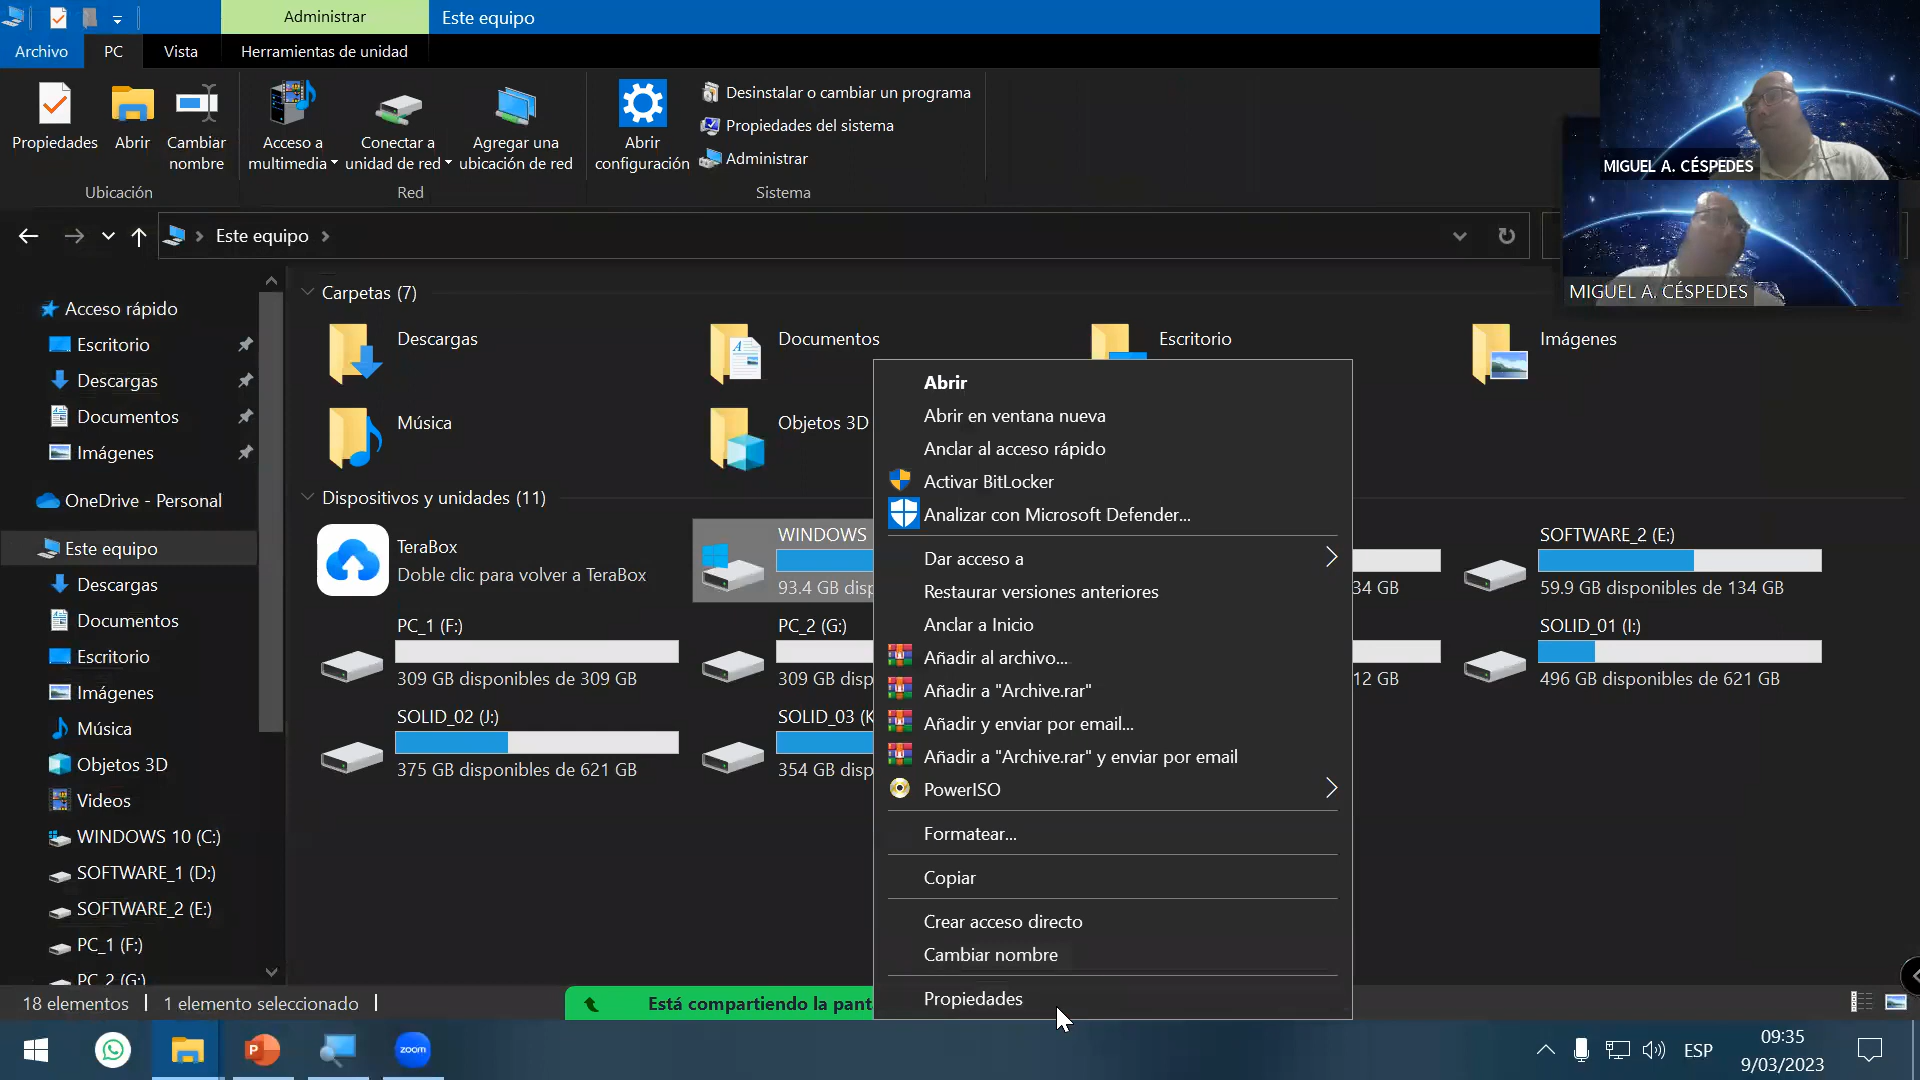 Administrar
Este equipo
Archivo
PC
Vista
Herramientas de unidad
Propiedades
Abrir
Cambiar nombre
Acceso a multimedia
Conectar a unidad de red
Agregar una ubicación de red
Abrir configuración
Desinstalar o cambiar un programa
Propiedades del sistema
Administrar
Ubicación
Red
Sistema
MIGUEL A. CÉSPEDES
MIGUEL A. CÉSPEDES
Este equipo
Acceso rápido
Escritorio
Descargas
Documentos
Imágenes
OneDrive - Personal
Este equipo
Descargas
Documentos
Escritorio
Imágenes
Música
Objetos 3D
Videos
WINDOWS 10 (C:)
SOFTWARE_1 (D:)
SOFTWARE_2 (E:)
PC_1 (F:)
PC_2 (G:)
Carpetas (7)
Descargas
Documentos
Escritorio
Imágenes
Música
Objetos 3D
Dispositivos y unidades (11)
TeraBox
Doble clic para volver a TeraBox
WINDOWS
93.4 GB disp
34 GB
SOFTWARE_2 (E:)
59.9 GB disponibles de 134 GB
PC_1 (F:)
309 GB disponibles de 309 GB
PC_2 (G:)
309 GB disp
12 GB
SOLID_01 (I:)
496 GB disponibles de 621 GB
SOLID_02 (J:)
375 GB disponibles de 621 GB
SOLID_03 (K
354 GB disp
Abrir
Abrir en ventana nueva
Anclar al acceso rápido
Activar BitLocker
Analizar con Microsoft Defender...
Dar acceso a
Restaurar versiones anteriores
Anclar a Inicio
Añadir al archivo...
Añadir a "Archive.rar"
Añadir y enviar por email...
Añadir a "Archive.rar" y enviar por email
PowerISO
Formatear...
Copiar
Crear acceso directo
Cambiar nombre
Propiedades
18 elementos
1 elemento seleccionado
Está compartiendo la pant
zoom
ESP
09:35
9/03/2023